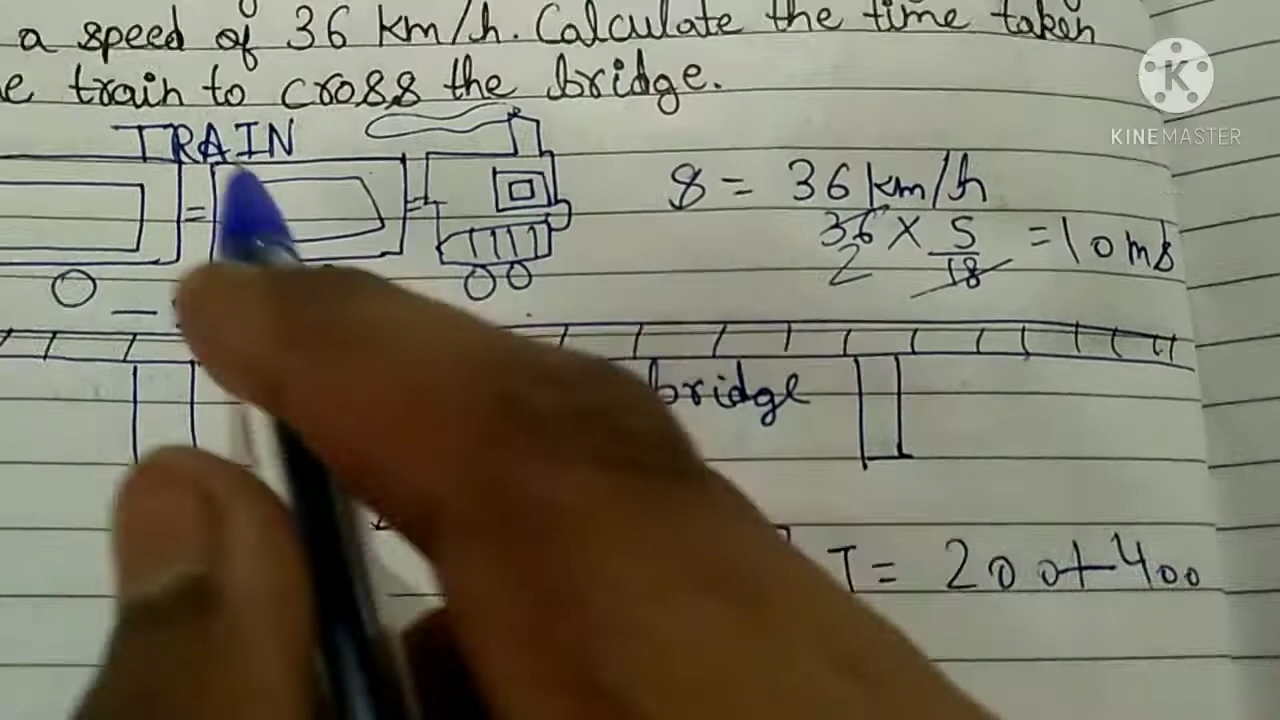 a speed of 36 km/h. Calculate the time taken
e train to cross the bridge.
TRAIN
KINEMASTER
S = 36 km/h
36 × 5/18 = 10 ms
2
bridge
T = 200+400